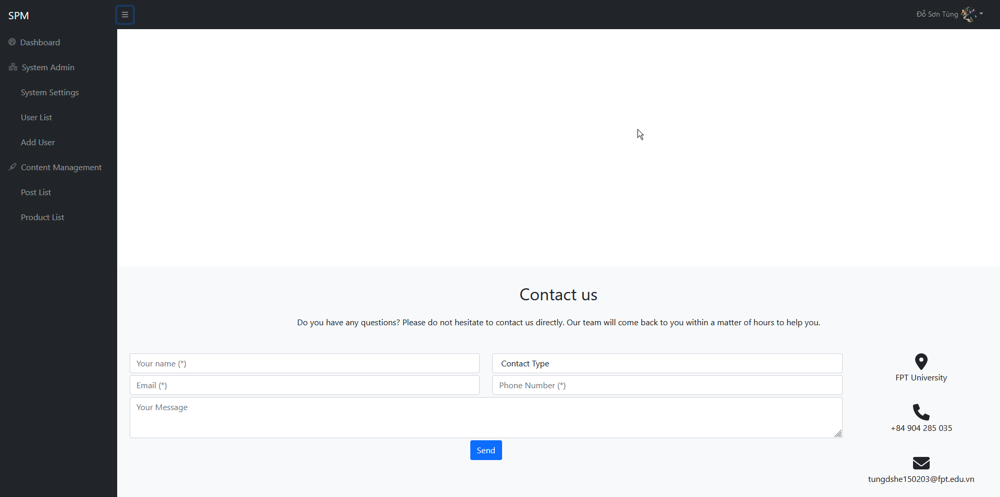 SPM
Đỗ Sơn Tùng
Dashboard
System Admin
System Settings
User List
Add User
Content Management
Post List
Product List
Contact us
Do you have any questions? Please do not hesitate to contact us directly. Our team will come back to you within a matter of hours to help you.
Your name (*)
Contact Type
Email (*)
Phone Number (*)
Your Message
Send
FPT University
+84 904 285 035
tungdshe150203@fpt.edu.vn